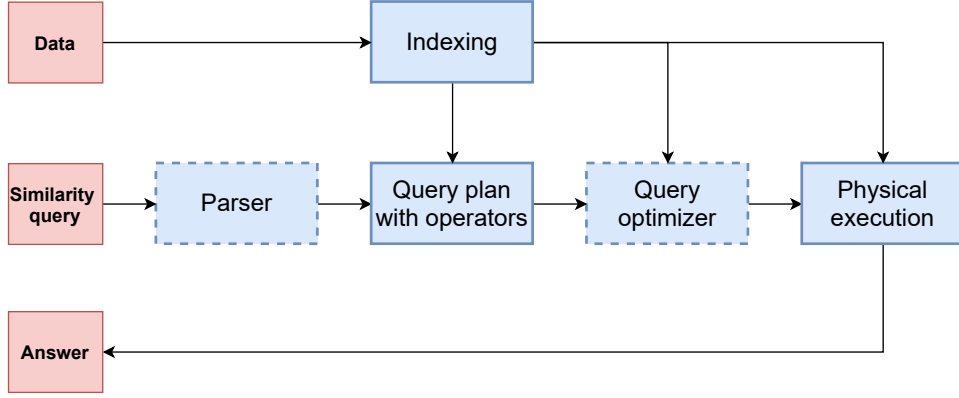 Data
Indexing
Similarity
query
Parser
Query plan
with operators
Query
optimizer
Physical
execution
Answer